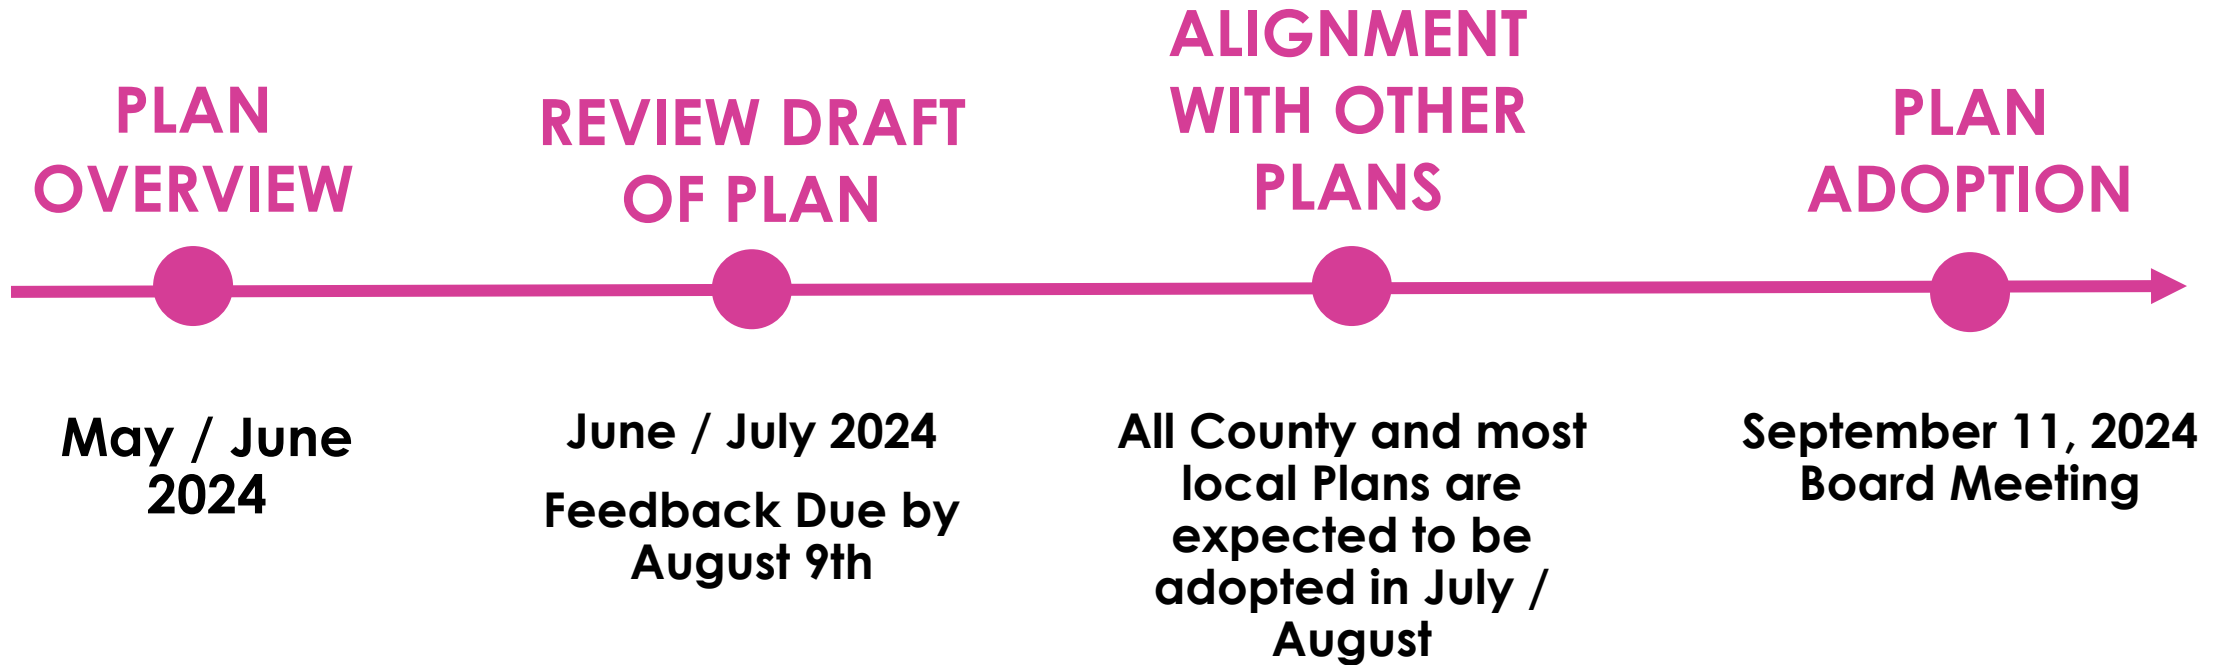 PLAN
OVERVIEW
May / June
2024
REVIEW DRAFT
OF PLAN
June / July 2024
Feedback Due by
August 9th
ALIGNMENT
WITH OTHER
PLANS
All County and most
local Plans are
expected to be
adopted in July /
August
PLAN
ADOPTION
September 11, 2024
Board Meeting